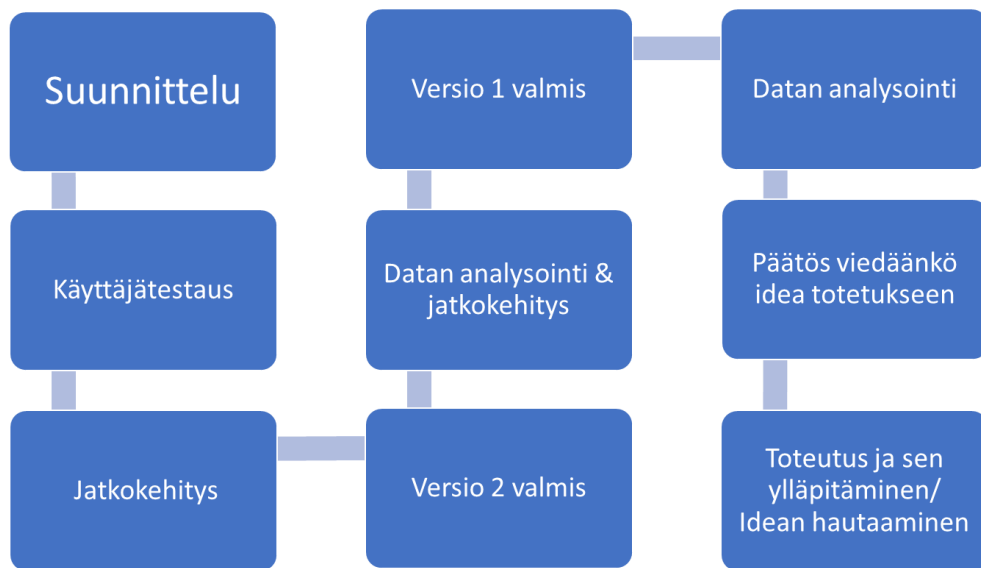 Suunnittelu
Käyttäjätestaus
Jatkokehitys
Versio 2 valmis
Datan analysointi &
jatkokehitys
Versio 1 valmis
Datan analysointi
Päätös viedäänkö
idea totetukseen
Toteutus ja sen
ylläpitäminen/
Idean hautaaminen